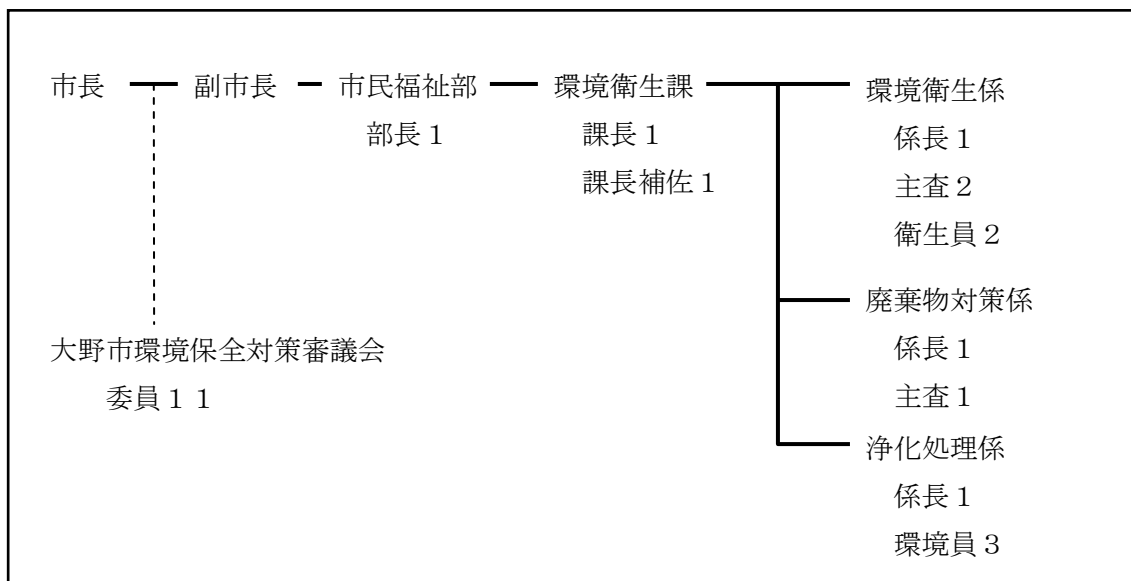 市長 副市長 市民福祉部 環境衛生課 環境衛生係
部長１ 課長１ 係長１
課長補佐１ 主査２
衛生員２
廃棄物対策係
大野市環境保全対策審議会 係長１
委員１１ 主査１
浄化処理係
係長１
環境員３